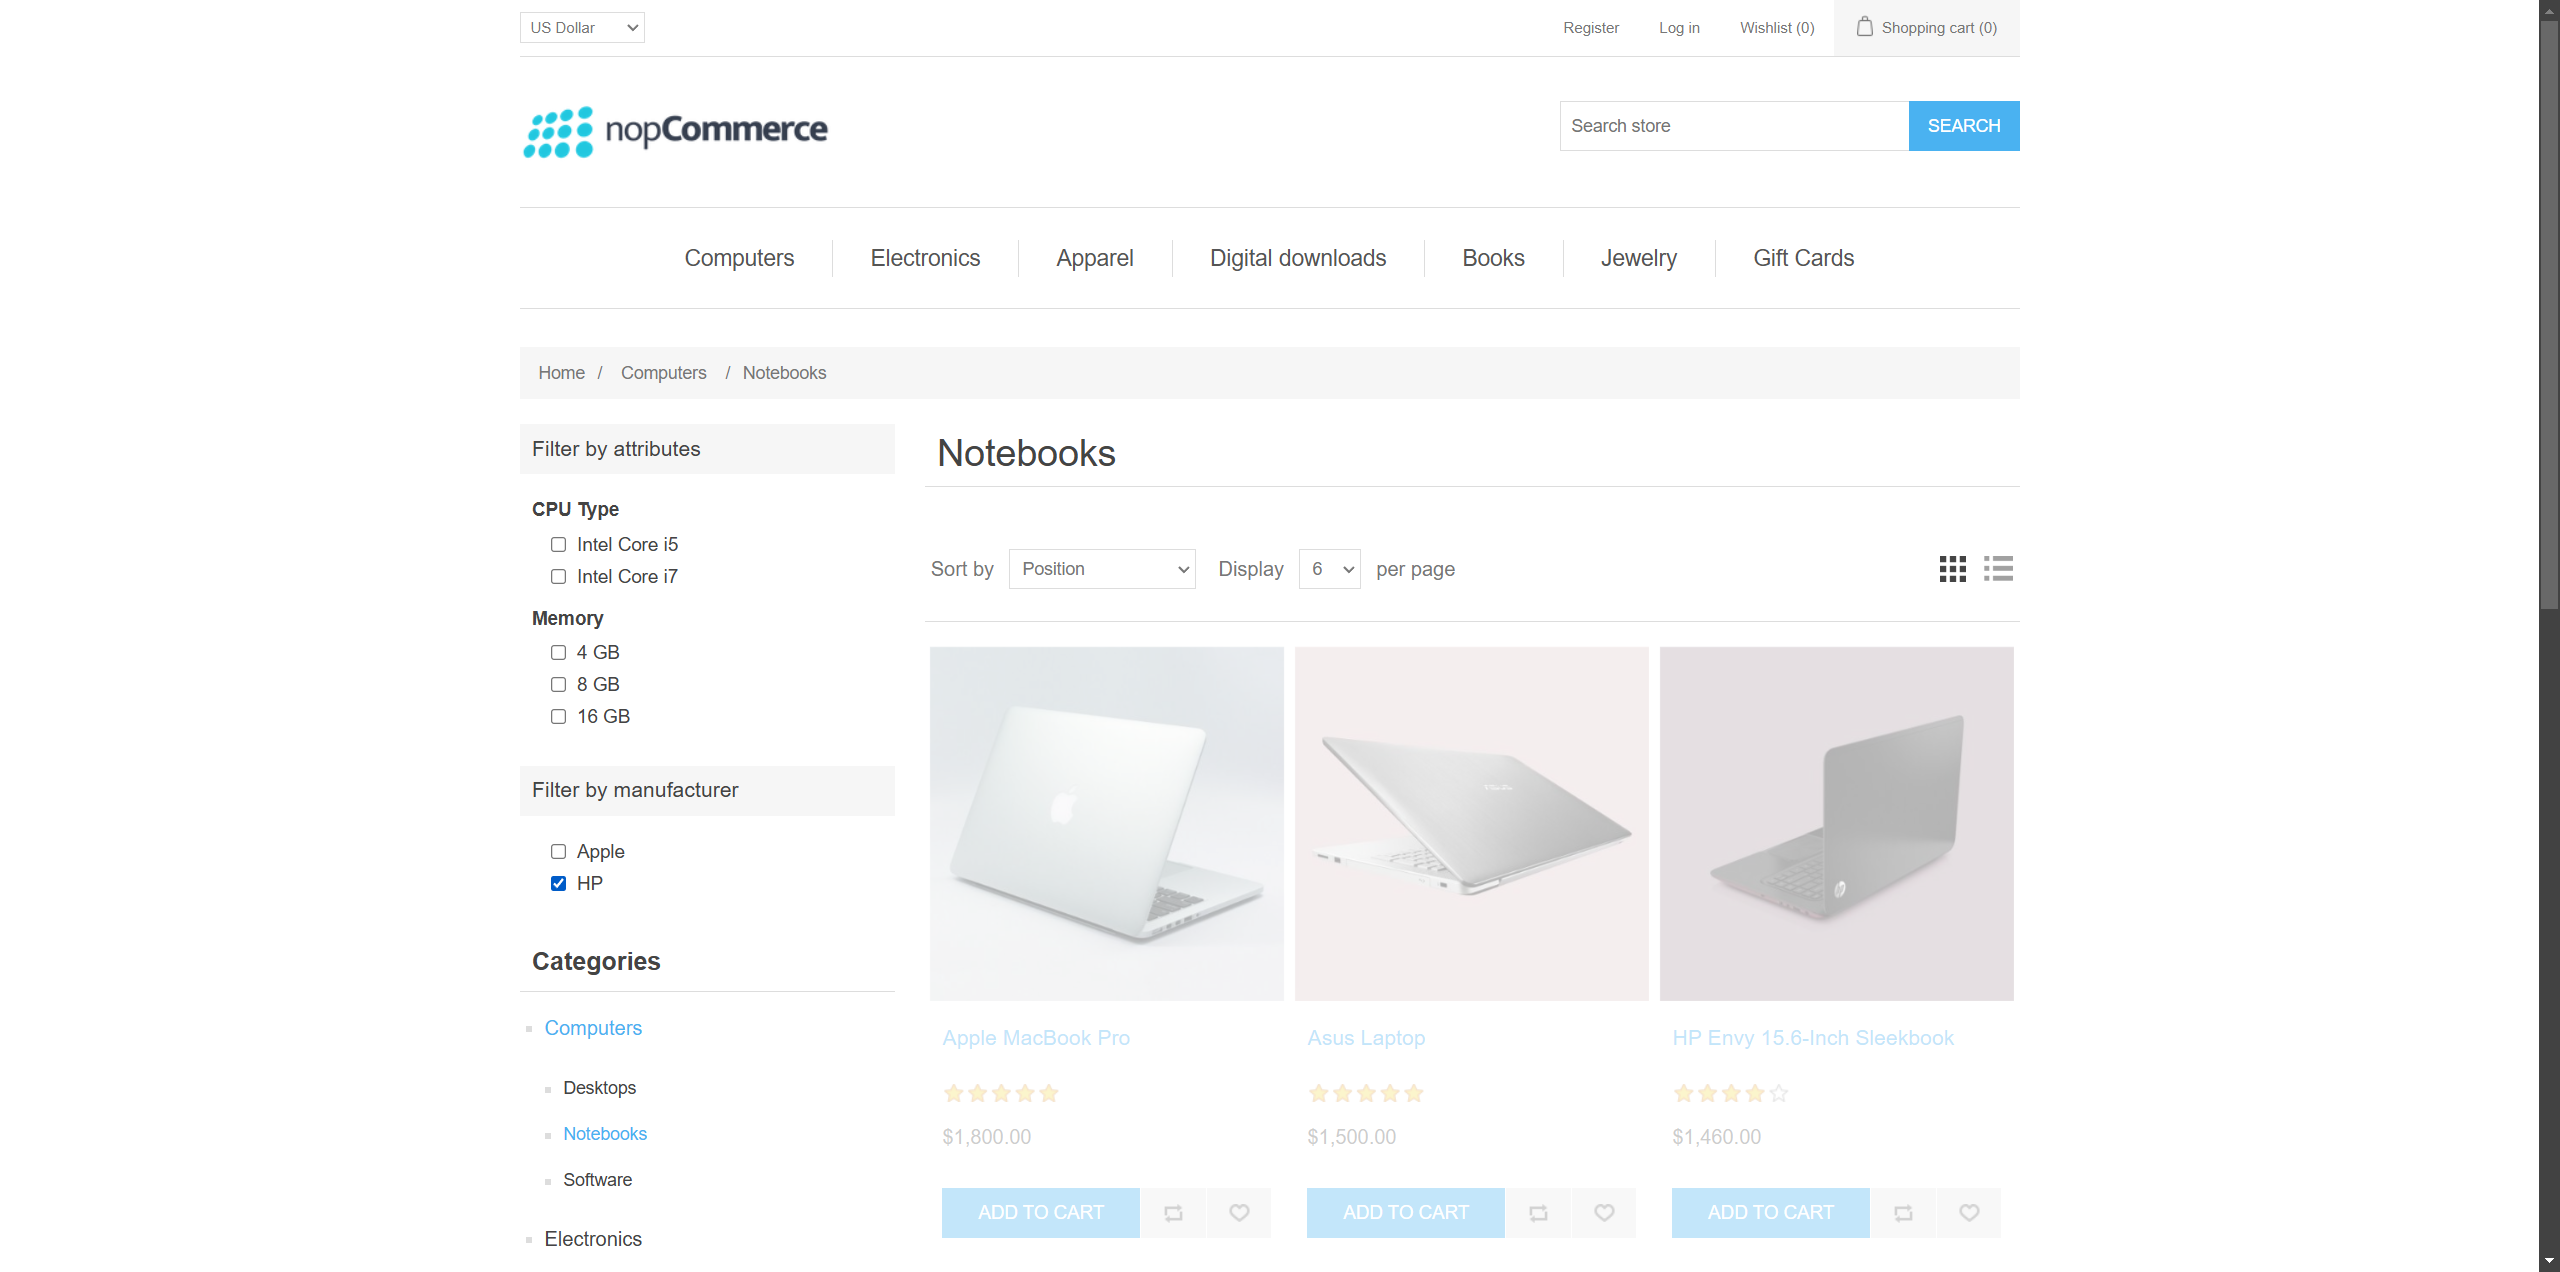 US Dollar
Register
Log in
Wishlist (0)
Shopping cart (0)
nopCommerce
Search store
SEARCH
Computers
Electronics
Apparel
Digital downloads
Books
Jewelry
Gift Cards
Home / Computers / Notebooks
Filter by attributes
CPU Type
Intel Core i5
Intel Core i7
Memory
4 GB
8 GB
16 GB
Filter by manufacturer
Apple
HP
Categories
Computers
Desktops
Notebooks
Software
Electronics
Notebooks
Sort by Position Display 6 per page
Apple MacBook Pro
$1,800.00
ADD TO CART
Asus Laptop
$1,500.00
ADD TO CART
HP Envy 15.6-Inch Sleekbook
$1,460.00
ADD TO CART